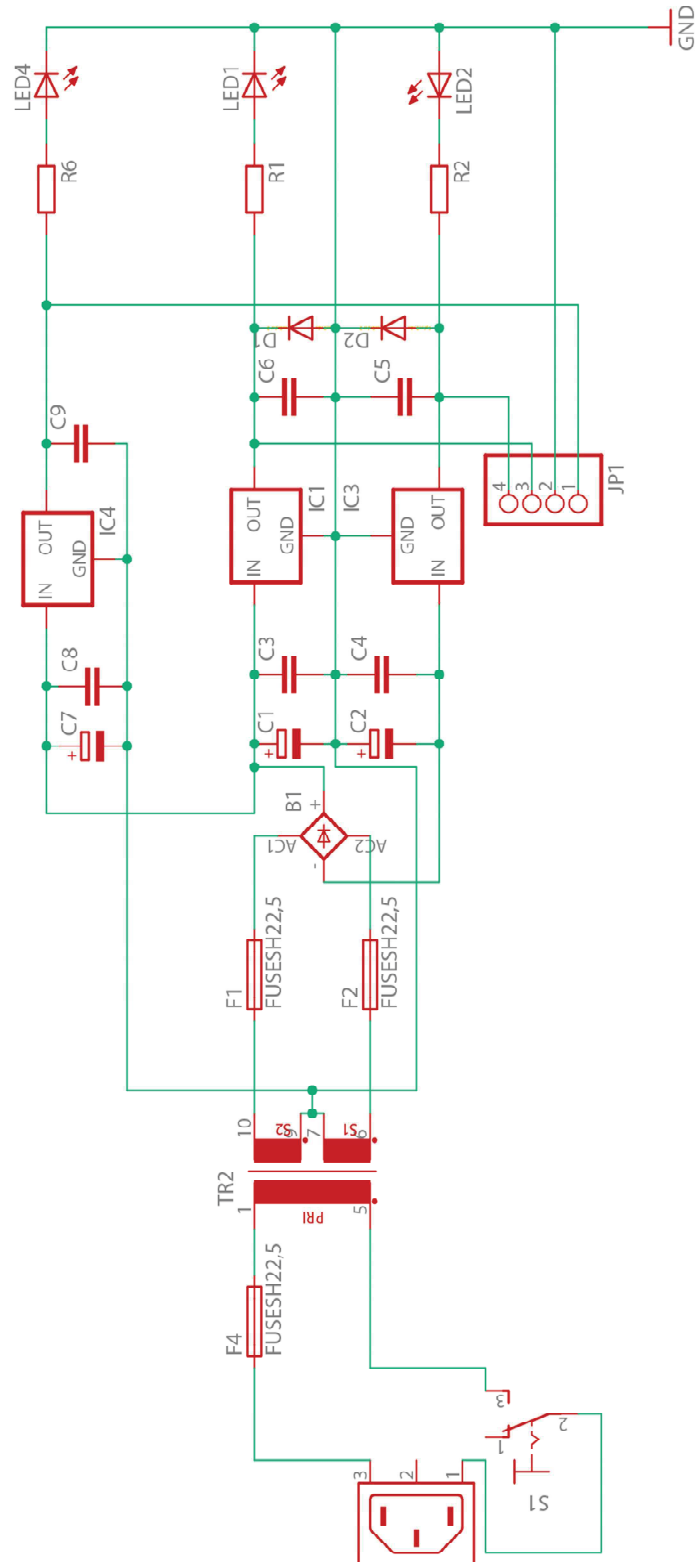 GND
LED4
LED1
LED2
R6
R1
R2
D1
D2
C6
C5
C9
OUT
IN
GND
IC4
OUT
IN
GND
IC1
IC3
GND
OUT
IN
4
3
2
1
JP1
C8
C7
+
C3
C4
C1
+
C2
+
B1
+
-
AC1
AC2
F1
FUSESH22,5
F2
FUSESH22,5
10
S2
9
7
S1
6
TR2
1
PRI
5
F4
FUSESH22,5
3
2
1
3
1
2
S1